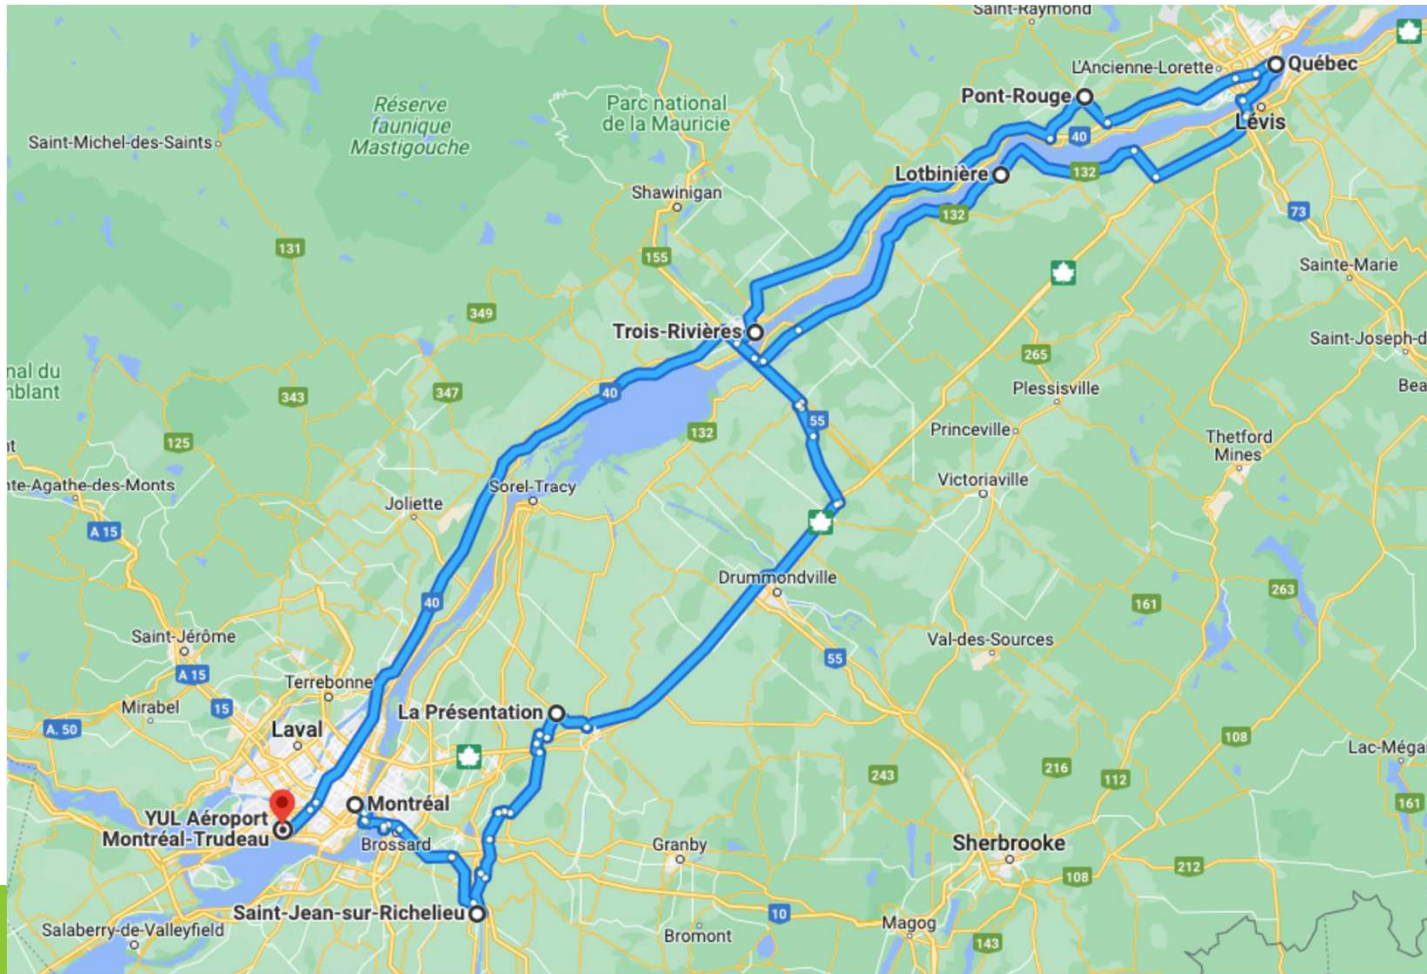 Saint-Raymond
L'Ancienne-Lorette
Québec
Pont-Rouge
Lévis
Réserve
faunique
Mastigouche
Parc national
de la Mauricie
Saint-Michel-des-Saints
40
Lotbinière
132
Shawinigan
132
73
131
155
Sainte-Marie
349
Trois-Rivières
Saint-Joseph-d
265
nal du
nblant
347
40
343
Plessisville
Bea
55
125
132
Princeville
Thetford
Mines
nt
nte-Agathe-des-Monts
Sorel-Tracy
Victoriaville
Joliette
A 15
Drummondville
263
40
161
Saint-Jérôme
Val-des-Sources
55
A 15
Terrebonne
Mirabel
15
La Présentation
A. 50
Laval
108
Lac-Méga
243
216
112
161
Montréal
YUL Aéroport
Montréal-Trudeau
Brossard
Granby
Sherbrooke
212
108
Saint-Jean-sur-Richelieu
10
Salaberry-de-Valleyfield
Bromont
Magog
143